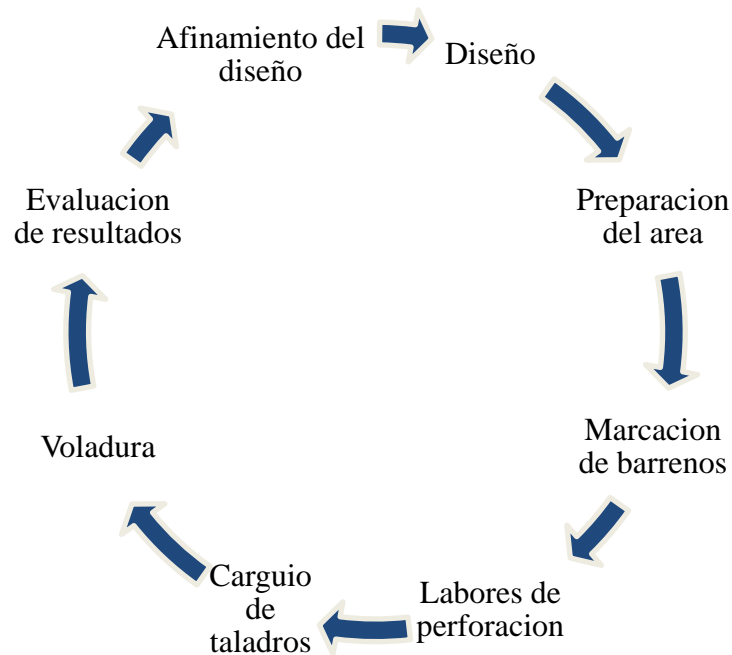 Afinamiento del
diseño
Diseño
Preparacion
del area
Marcacion
de barrenos
Labores de
perforacion
Carguio
de
taladros
Voladura
Evaluacion
de resultados